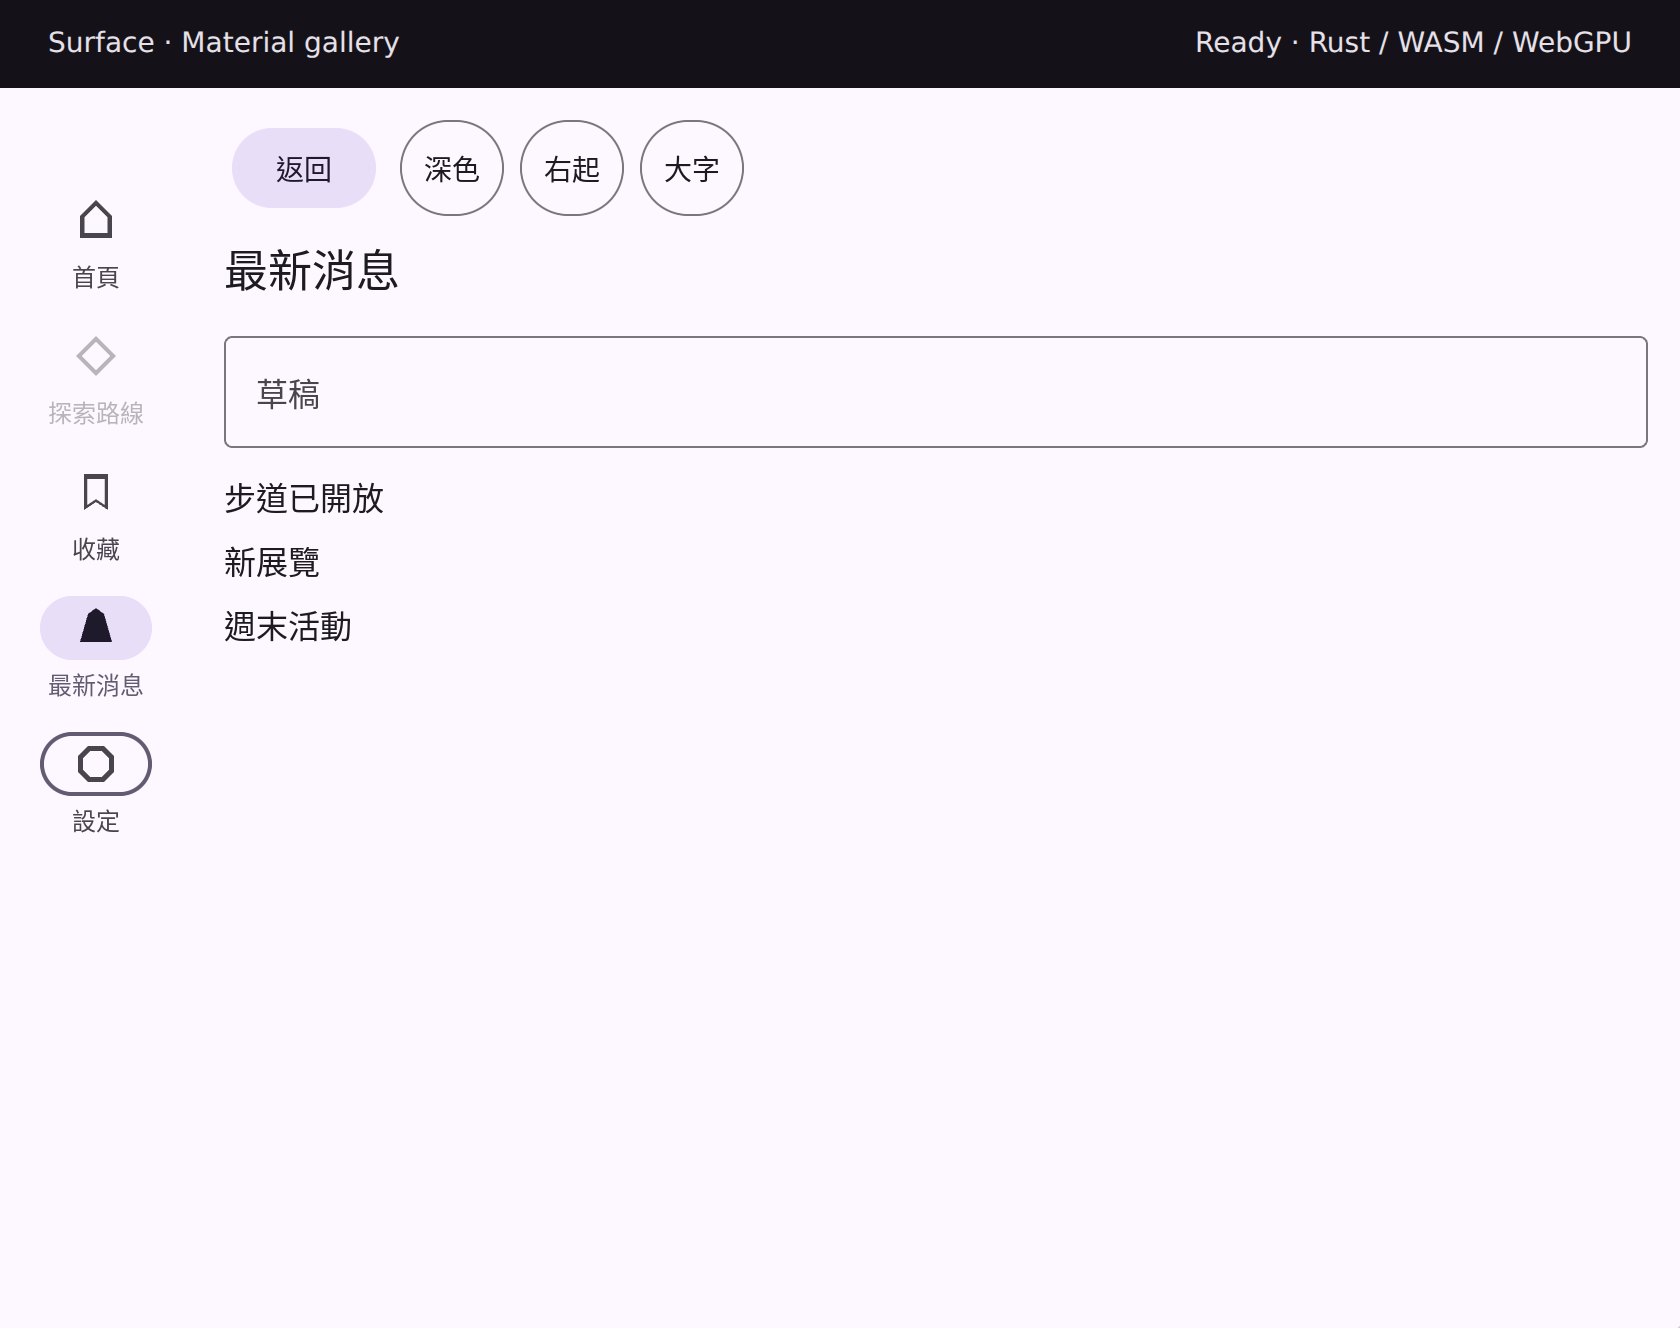 Surface · Material gallery
Ready · Rust / WASM / WebGPU
返回
深色
右起
大字
首頁
探索路線
收藏
最新消息
設定
最新消息
草稿
步道已開放
新展覽
週末活動